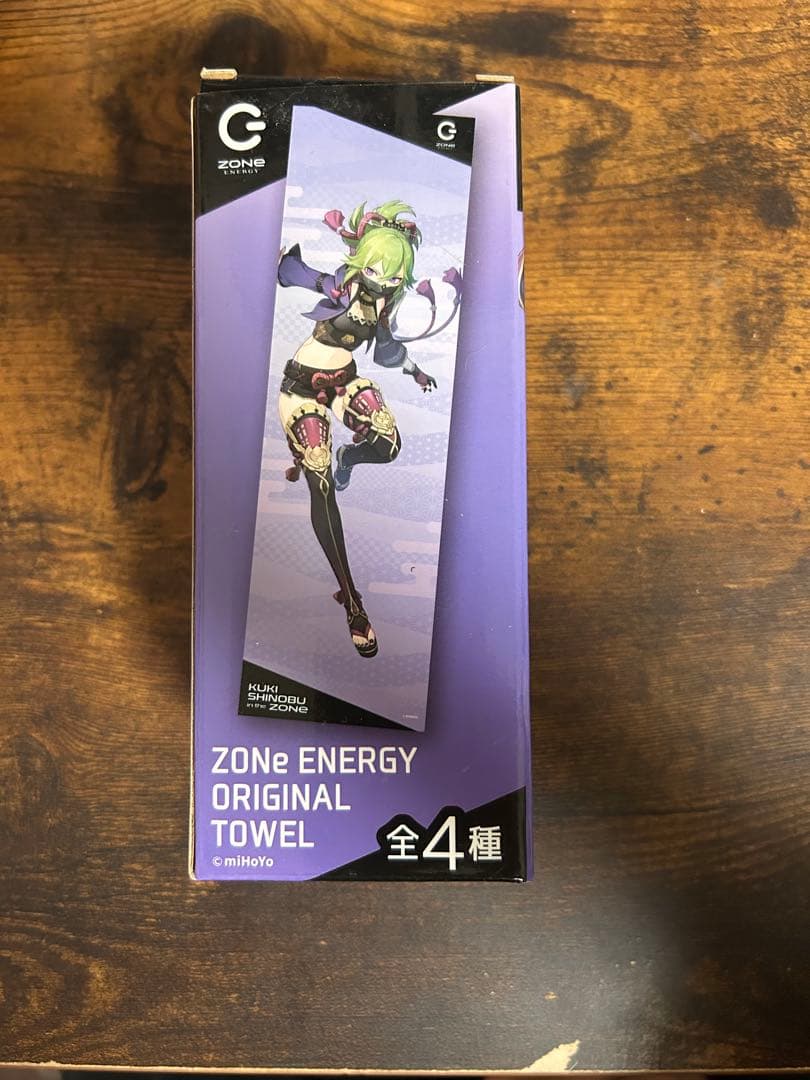 ZONe
ENERGY
ZONe
KUKI
SHINOBU
in the ZONe
ZONe ENERGY
ORIGINAL
TOWEL
©miHoYo
全4種